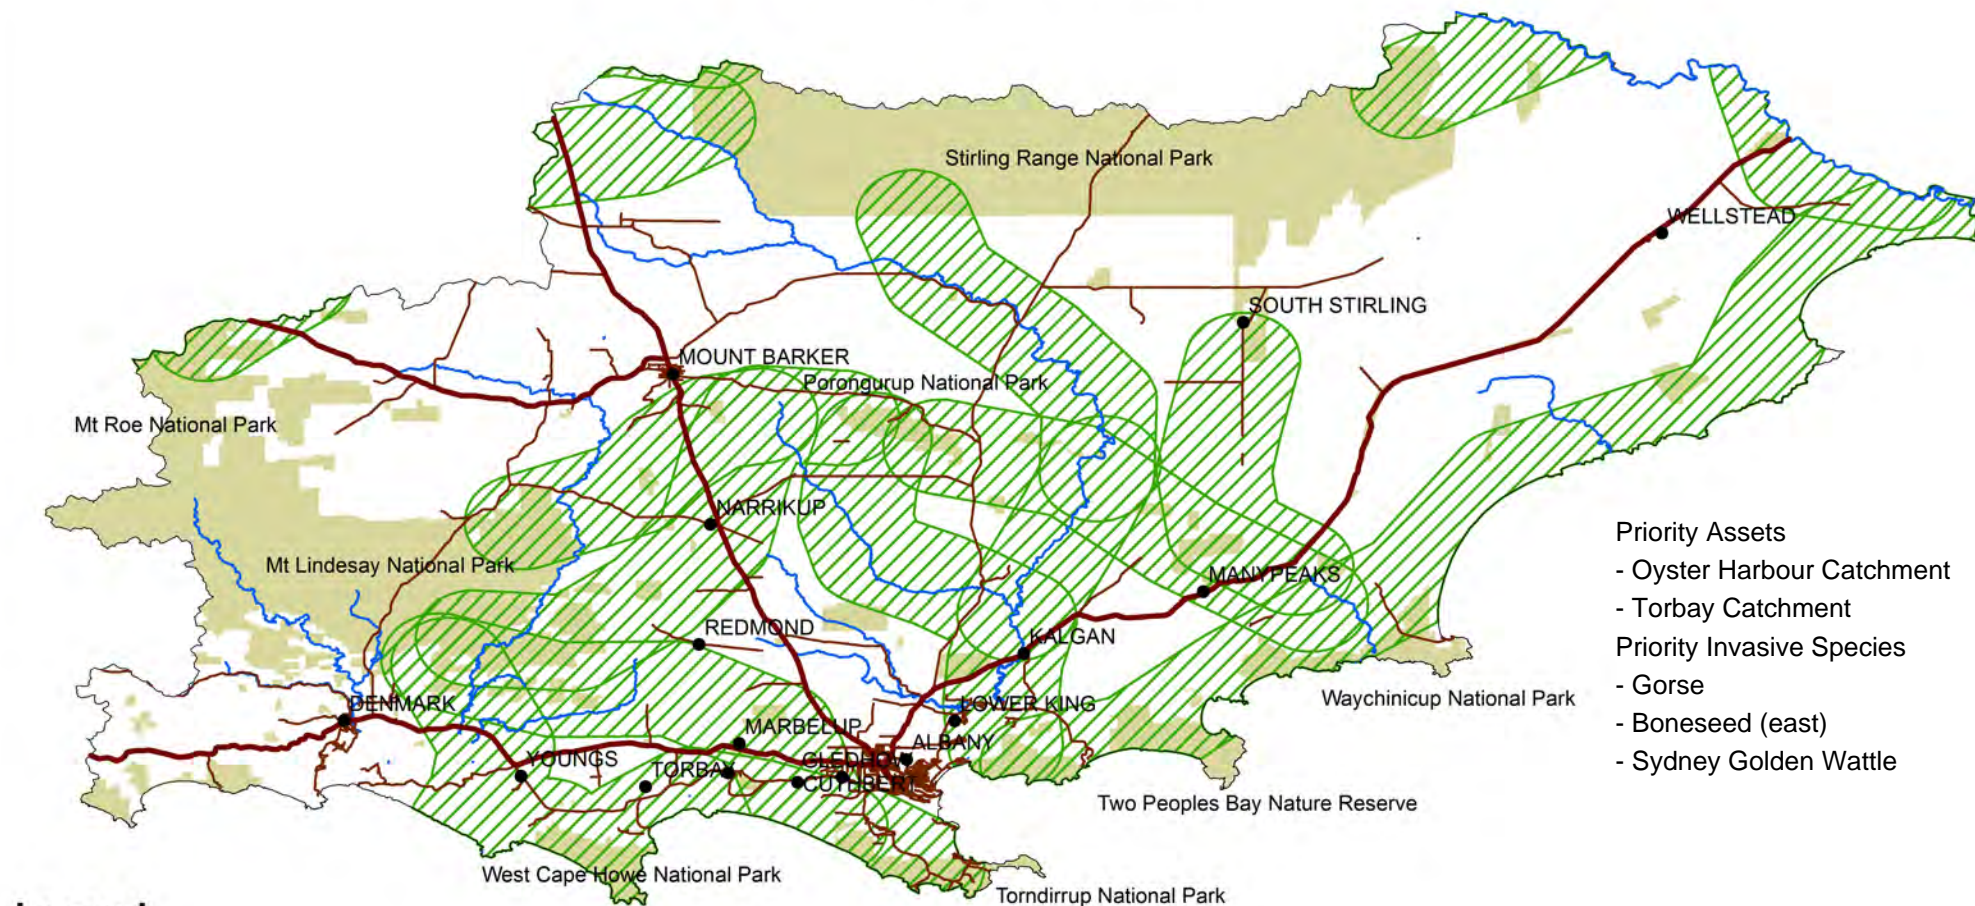 Stirling Range National Park
WELLSTEAD
SOUTH STIRLING
MOUNT BARKER
Porongurup National Park
Mt Roe National Park
NARRIKUP
Mt Lindesay National Park
MANYPEAKS
REDMOND
KALGAN
DENMARK
LOWER KING
Waychinicup National Park
MARBELLUP
ALBANY
YOUNGS
TORBAY
GLEDHOW
CUTHBERT
Two Peoples Bay Nature Reserve
West Cape Howe National Park
Torndirrup National Park
Priority Assets
- Oyster Harbour Catchment
- Torbay Catchment
Priority Invasive Species
- Gorse
- Boneseed (east)
- Sydney Golden Wattle